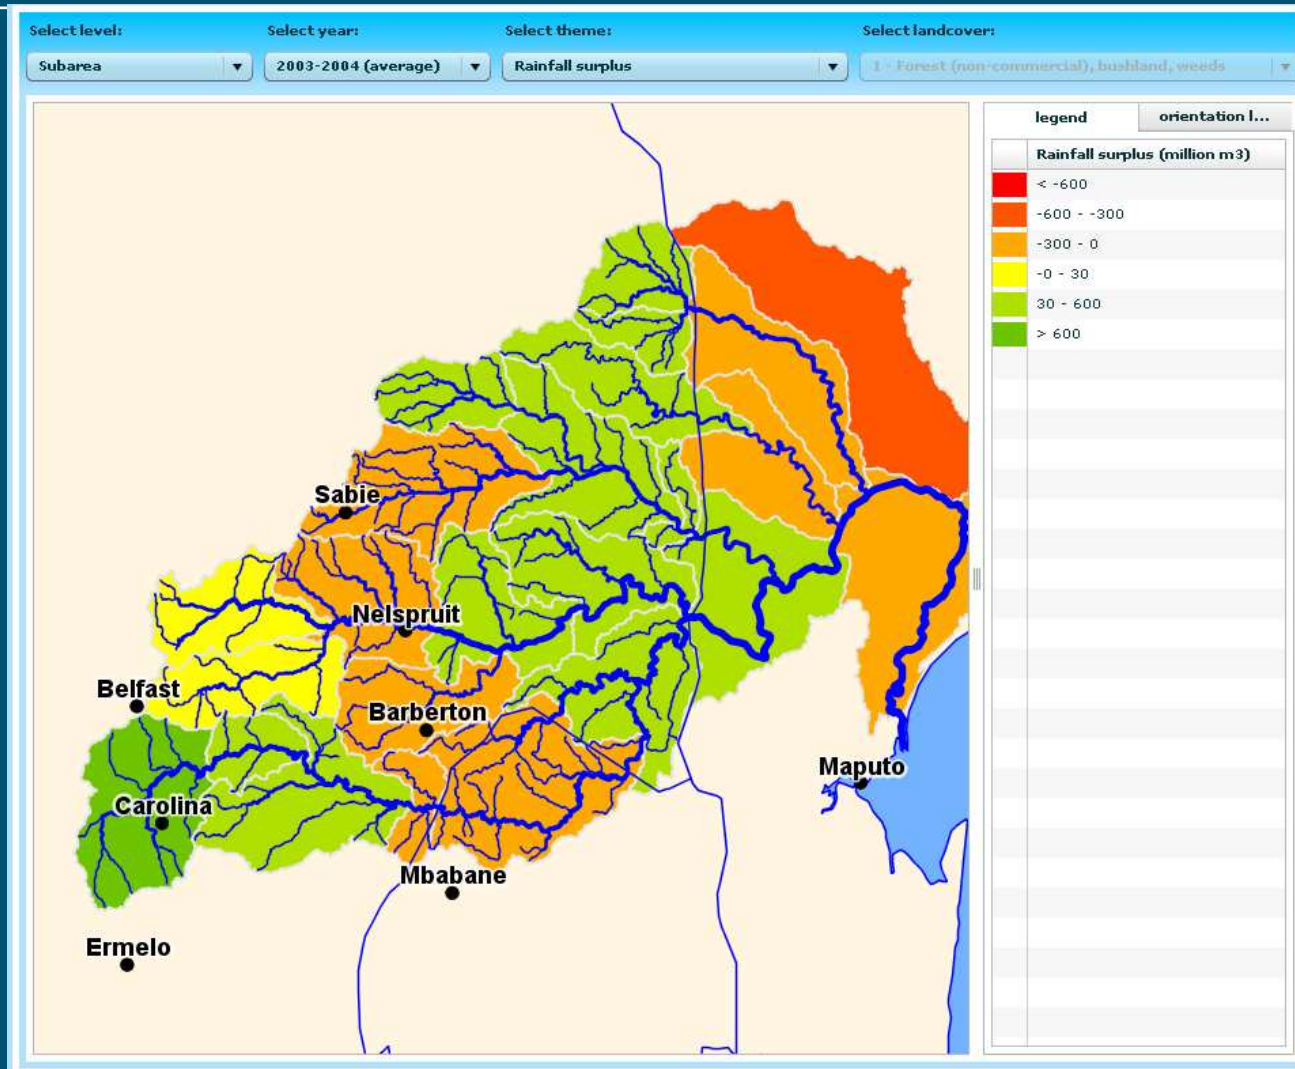 Select level: Select year: Select theme: Select landcover:
Subarea 2003-2004 (average) Rainfall surplus 1 - Forest (non-commercial), bushland, weeds
legend orientation l...
Rainfall surplus (million m3)
< -600
-600 - -300
-300 - 0
-0 - 30
30 - 600
> 600
Sabie
Nelspruit
Belfast
Barberton
Maputo
Carolina
Mbabane
Ermelo